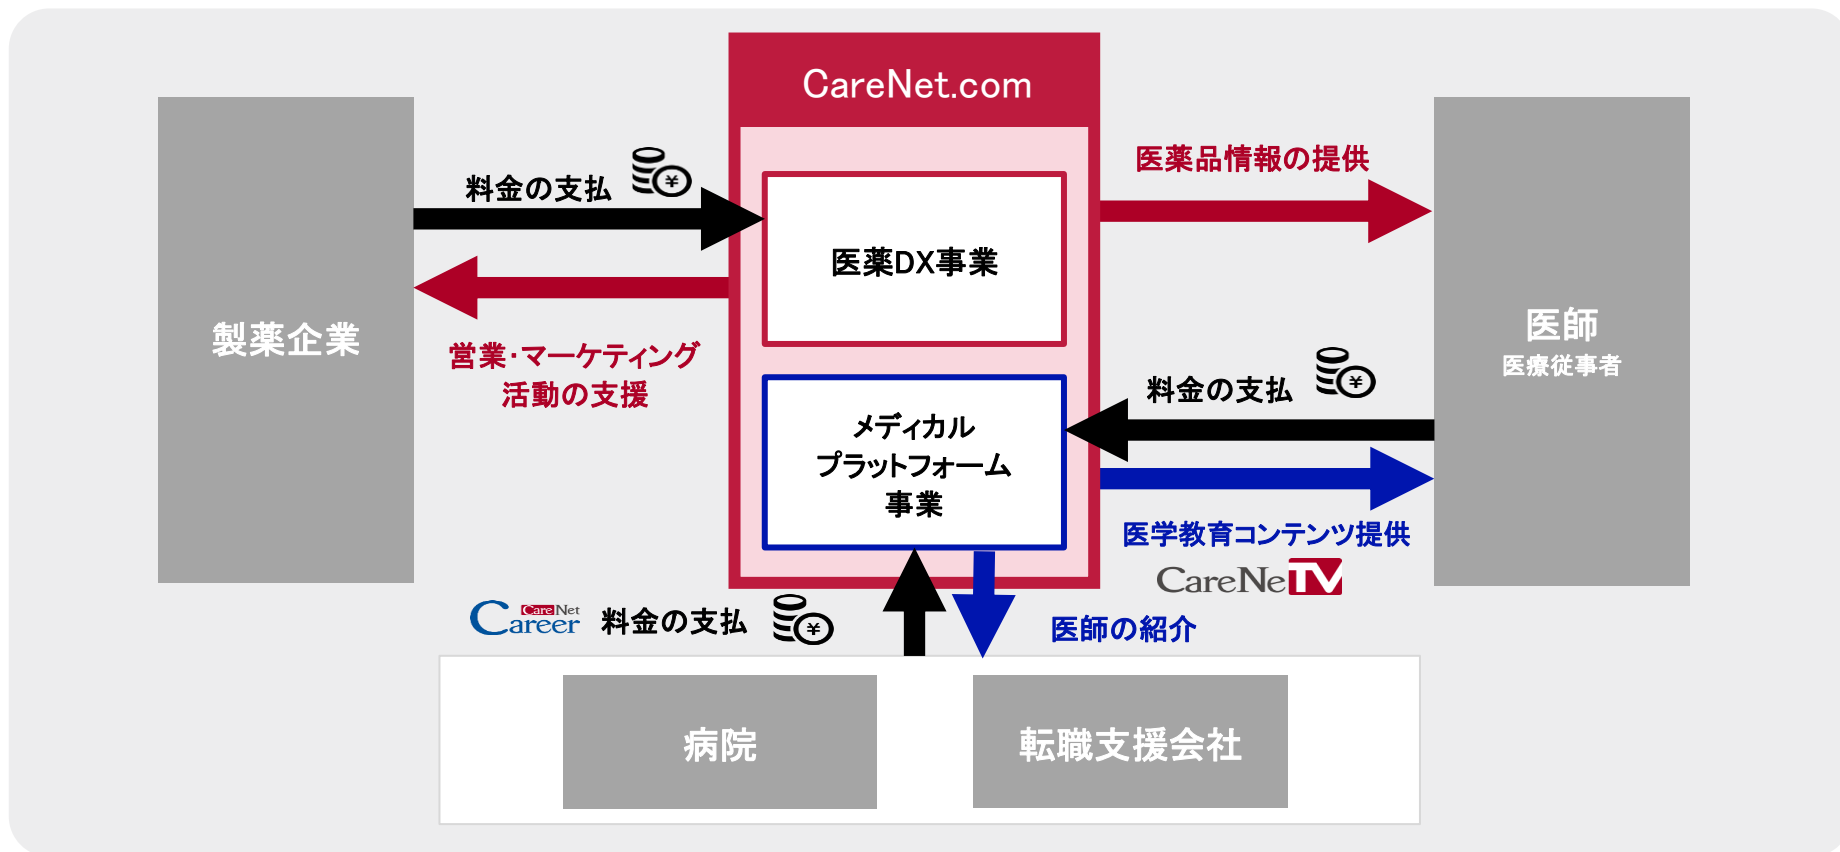 CareNet.com
料金の支払
¥
医薬品情報の提供
医薬DX事業
製薬企業
営業・マーケティング
活動の支援
医師
医療従事者
料金の支払
¥
メディカル
プラットフォーム
事業
医学教育コンテンツ提供
CareNeTV
CareNet
Career
料金の支払
¥
医師の紹介
病院
転職支援会社